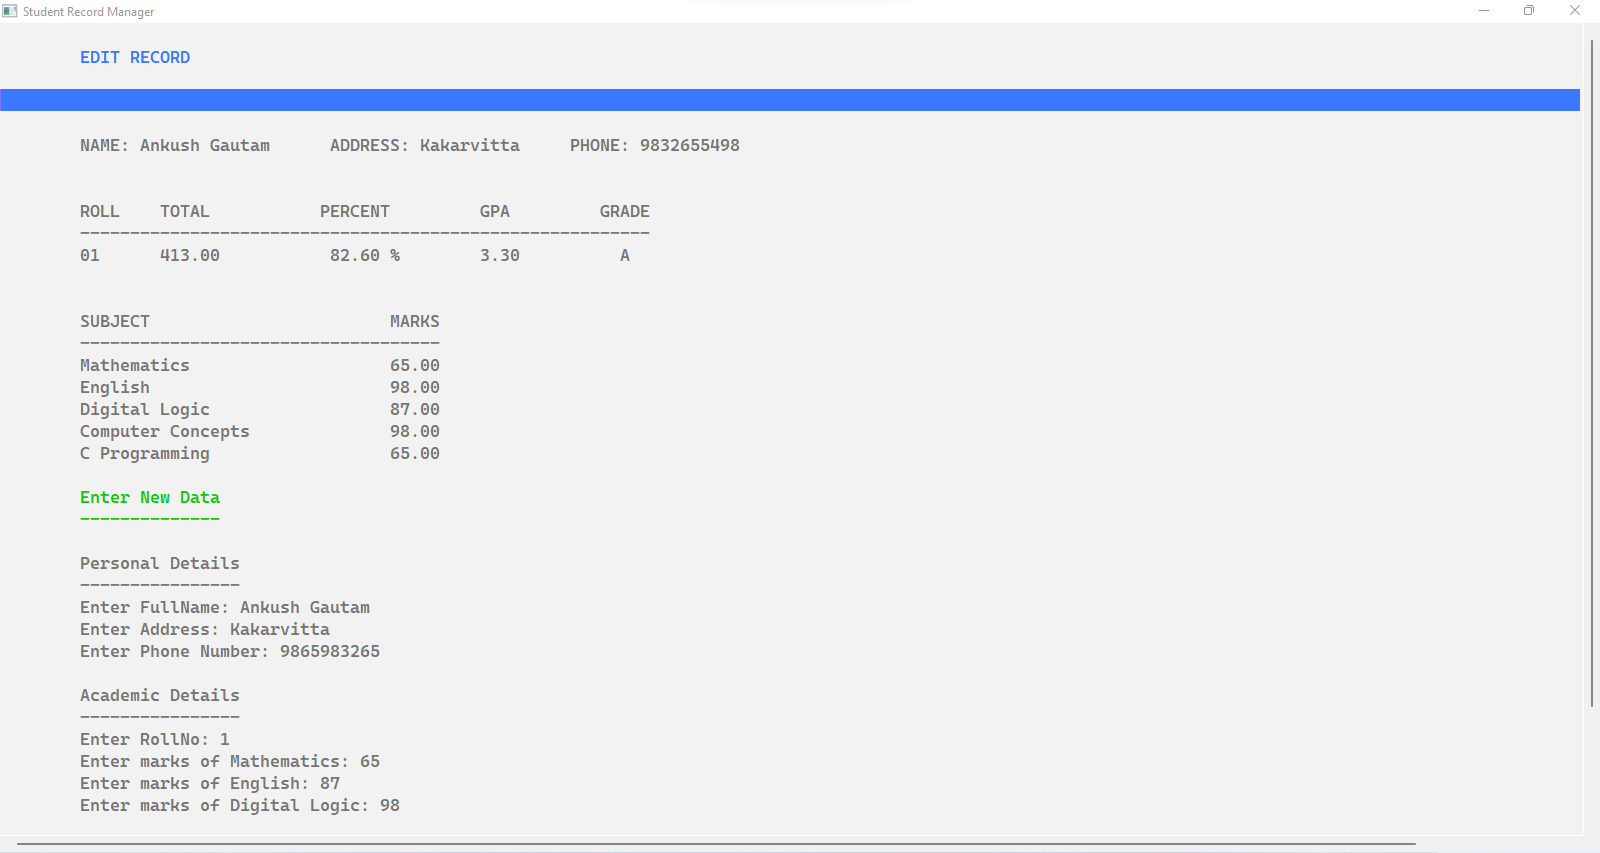 Student Record Manager
EDIT RECORD
NAME: Ankush Gautam ADDRESS: Kakarvitta PHONE: 9832655498
ROLL TOTAL PERCENT GPA GRADE
---------------------------------------------------------
01 413.00 82.60 % 3.30 A
SUBJECT MARKS
------------------------------------
Mathematics 65.00
English 98.00
Digital Logic 87.00
Computer Concepts 98.00
C Programming 65.00
Enter New Data
--------------
Personal Details
----------------
Enter FullName: Ankush Gautam
Enter Address: Kakarvitta
Enter Phone Number: 9865983265
Academic Details
----------------
Enter RollNo: 1
Enter marks of Mathematics: 65
Enter marks of English: 87
Enter marks of Digital Logic: 98